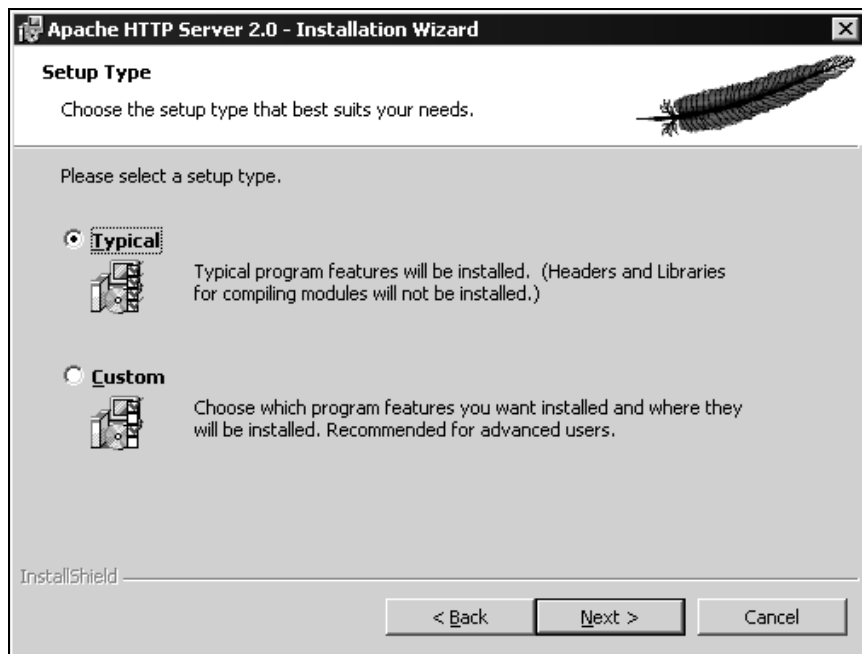 Apache HTTP Server 2.0 - Installation Wizard
Setup Type
Choose the setup type that best suits your needs.
Please select a setup type.
Typical
Typical program features will be installed. (Headers and Libraries
for compiling modules will not be installed.)
Custom
Choose which program features you want installed and where they
will be installed. Recommended for advanced users.
InstallShield
< Back
Next >
Cancel